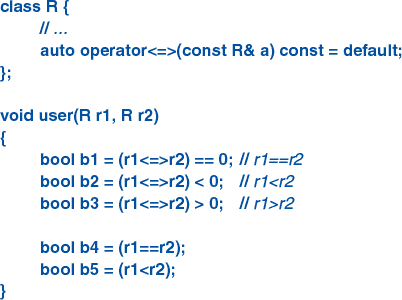 class R {
// ...
auto operator<=>(const R& a) const = default;
};
void user(R r1, R r2)
{
bool b1 = (r1<=>r2) == 0; // r1==r2
bool b2 = (r1<=>r2) < 0; // r1<r2
bool b3 = (r1<=>r2) > 0; // r1>r2
bool b4 = (r1==r2);
bool b5 = (r1<r2);
}